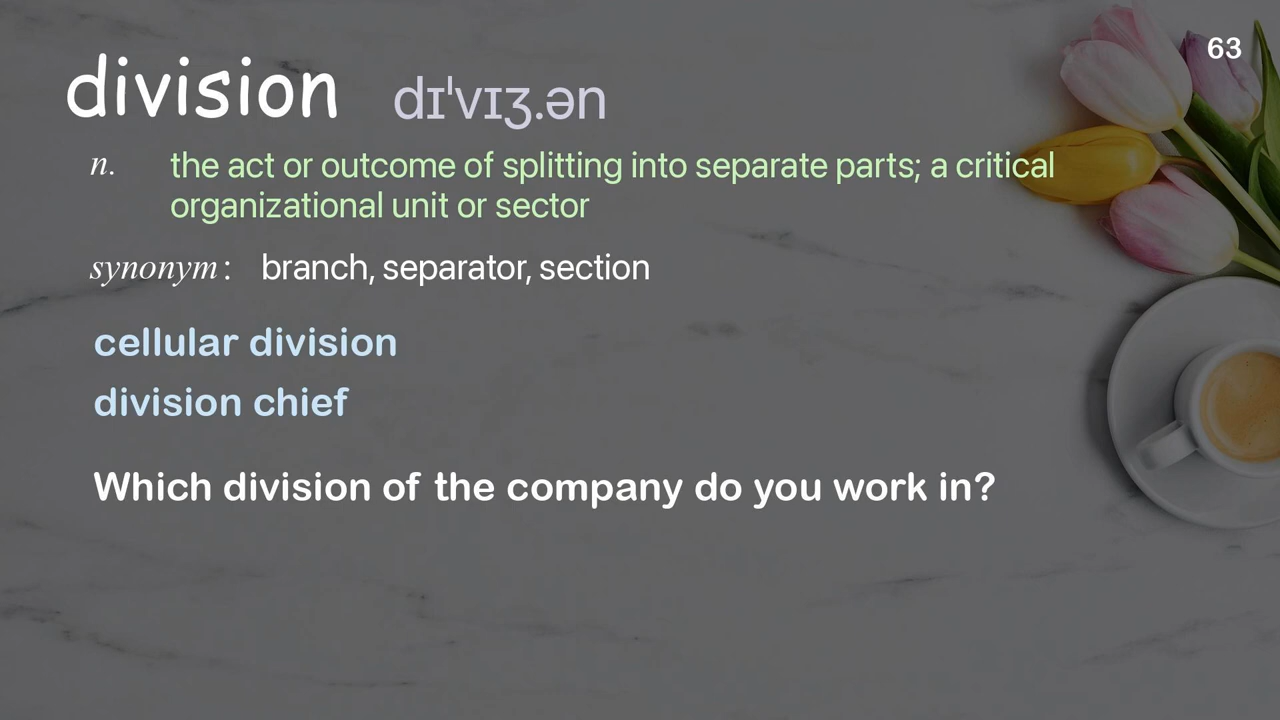 63
division dɪˈvɪʒ.ən
n. the act or outcome of splitting into separate parts; a critical
organizational unit or sector
synonym: branch, separator, section
cellular division
division chief
Which division of the company do you work in?